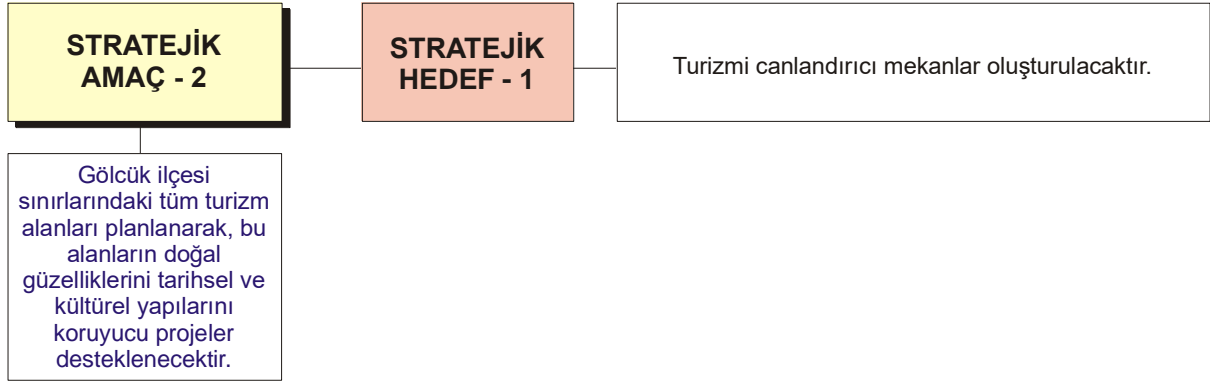 STRATEJİK
AMAÇ - 2
STRATEJİK
HEDEF - 1
Turizmi canlandırıcı mekanlar oluşturulacaktır.
Gölcük ilçesi
sınırlarındaki tüm turizm
alanları planlanarak, bu
alanların doğal
güzelliklerini tarihsel ve
kültürel yapılarını
koruyucu projeler
desteklenecektir.